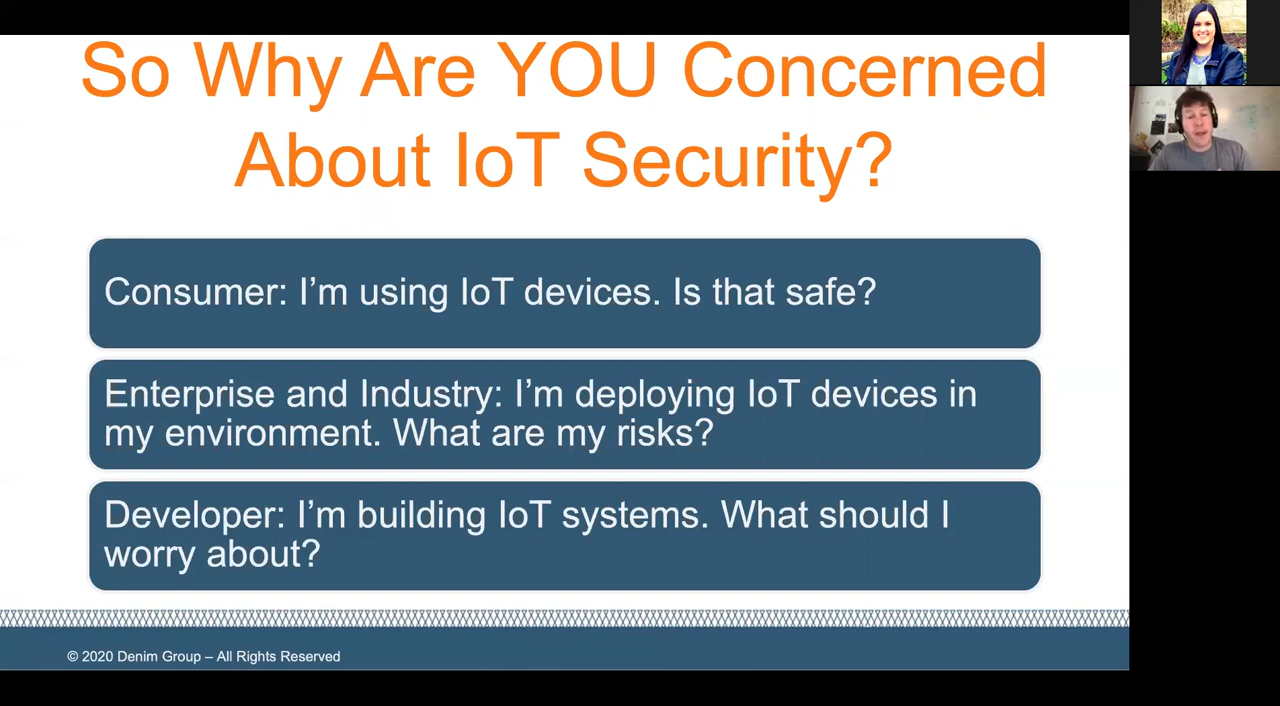 So Why Are YOU Concerned
About IoT Security?
Consumer: I’m using IoT devices. Is that safe?
Enterprise and Industry: I’m deploying IoT devices in
my environment. What are my risks?
Developer: I’m building IoT systems. What should I
worry about?
© 2020 Denim Group – All Rights Reserved